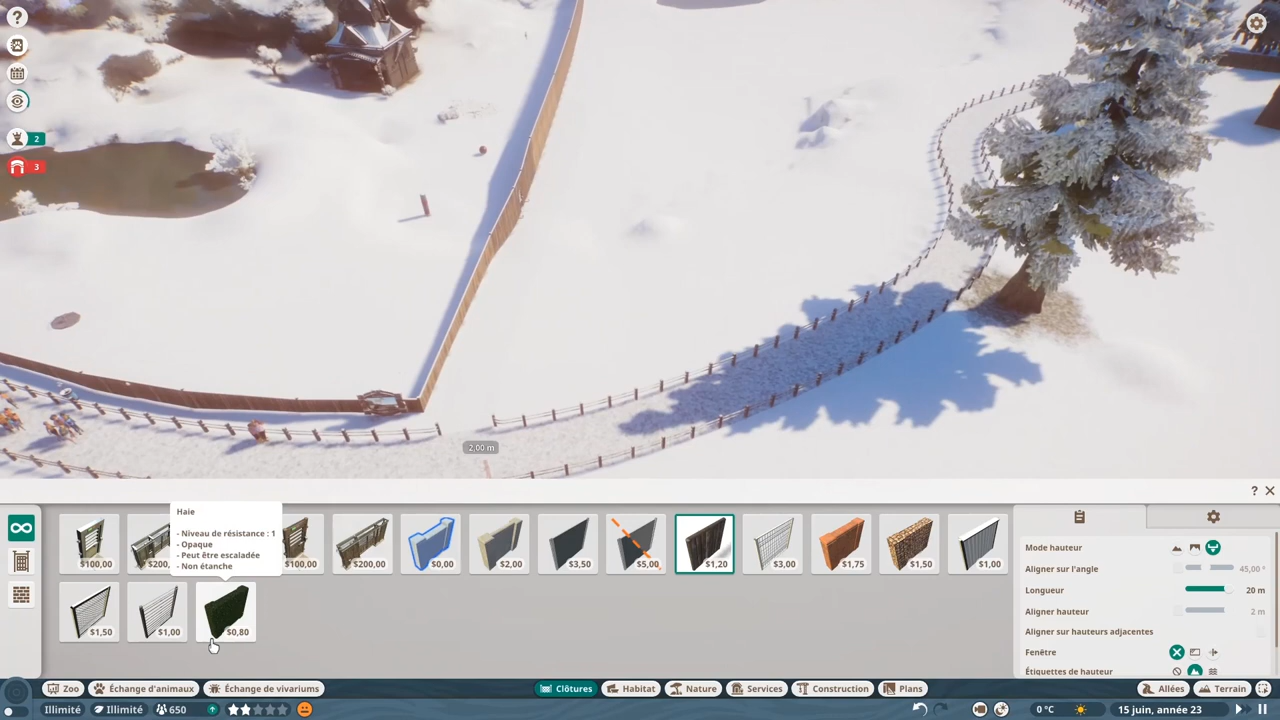 ?
2
3
2,00 m
?
Haie
- Niveau de résistance : 1
- Opaque
- Peut être escaladée
- Non étanche
$100,00
$200,
$100,00
$200,00
$0,00
$2,00
$3,50
$5,00
$1,20
$3,00
$1,75
$1,50
$1,00
$1,50
$1,00
$0,80
Mode hauteur
Aligner sur l'angle 45,00 °
Longueur 20 m
Aligner hauteur 2 m
Aligner sur hauteurs adjacentes
Fenêtre
Étiquettes de hauteur
Zoo Échange d'animaux Échange de vivariums Clôtures Habitat Nature Services Construction Plans Allées Terrain
Illimité Illimité 650 0 °C 15 juin, année 23